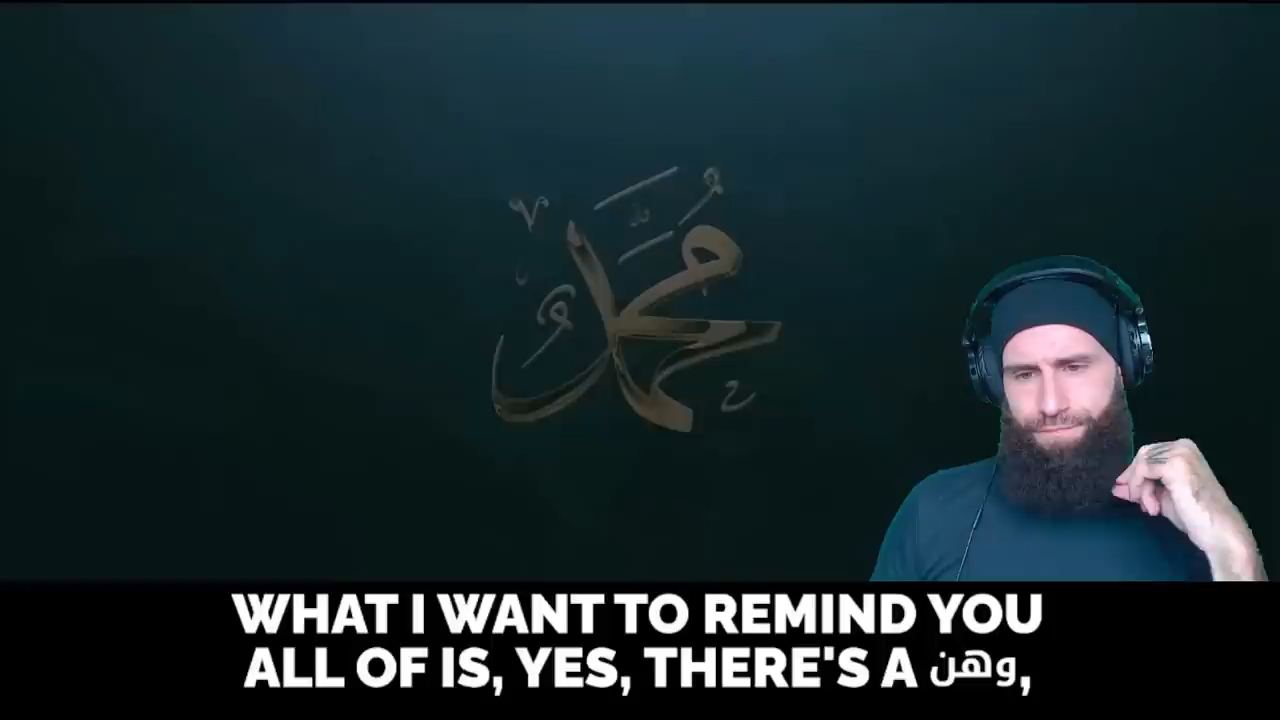 محمد
WHAT I WANT TO REMIND YOU
ALL OF IS, YES, THERE'S A وهن,